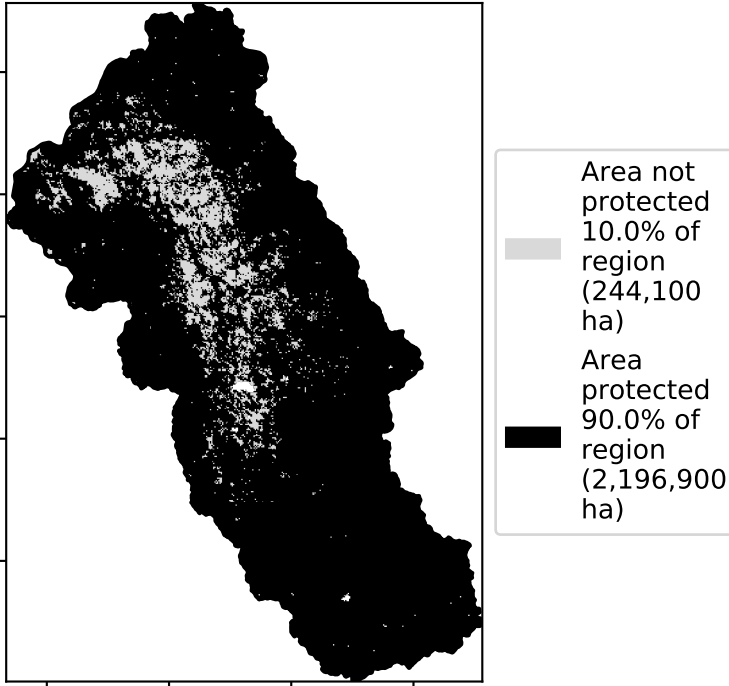 Area not
protected
10.0% of
region
(244,100
ha)
Area
protected
90.0% of
region
(2,196,900
ha)